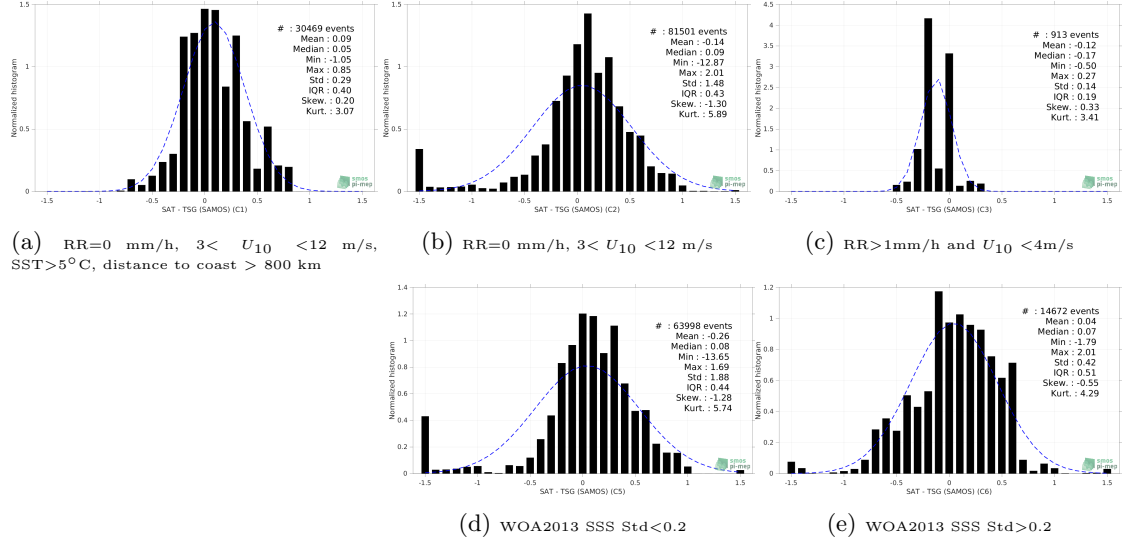 1.5
1
0.5
0
-1.5
-1
-0.5
0
0.5
1
1.5
Normalized histogram
# : 30469 events
Mean : 0.09
Median : 0.05
Min : -1.05
Max : 0.85
Std : 0.29
IQR : 0.40
Skew. : 0.20
Kurt. : 3.07
smos
pi-mep
SAT - TSG (SAMOS) (C1)
(a) RR=0 mm/h, 3< U10 <12 m/s,
SST>5°C, distance to coast > 800 km
1.5
1
0.5
0
-1.5
-1
-0.5
0
0.5
1
1.5
Normalized histogram
# : 81501 events
Mean : -0.14
Median : 0.09
Min : -12.87
Max : 2.01
Std : 1.48
IQR : 0.43
Skew. : -1.30
Kurt. : 5.89
smos
pi-mep
SAT - TSG (SAMOS) (C2)
(b) RR=0 mm/h, 3< U10 <12 m/s
4.5
4
3.5
3
2.5
2
1.5
1
0.5
0
-1.5
-1
-0.5
0
0.5
1
1.5
Normalized histogram
# : 913 events
Mean : -0.12
Median : -0.17
Min : -0.50
Max : 0.27
Std : 0.14
IQR : 0.19
Skew. : 0.33
Kurt. : 3.41
smos
pi-mep
SAT - TSG (SAMOS) (C3)
(c) RR>1mm/h and U10 <4m/s
1.4
1.2
1
0.8
0.6
0.4
0.2
0
-1.5
-1
-0.5
0
0.5
1
1.5
Normalized histogram
# : 63998 events
Mean : -0.26
Median : 0.08
Min : -13.65
Max : 1.69
Std : 1.88
IQR : 0.44
Skew. : -1.28
Kurt. : 5.74
smos
pi-mep
SAT - TSG (SAMOS) (C5)
(d) WOA2013 SSS Std<0.2
1.2
1
0.8
0.6
0.4
0.2
0
-1.5
-1
-0.5
0
0.5
1
1.5
Normalized histogram
# : 14672 events
Mean : 0.04
Median : 0.07
Min : -1.79
Max : 2.01
Std : 0.42
IQR : 0.51
Skew. : -0.55
Kurt. : 4.29
smos
pi-mep
SAT - TSG (SAMOS) (C6)
(e) WOA2013 SSS Std>0.2